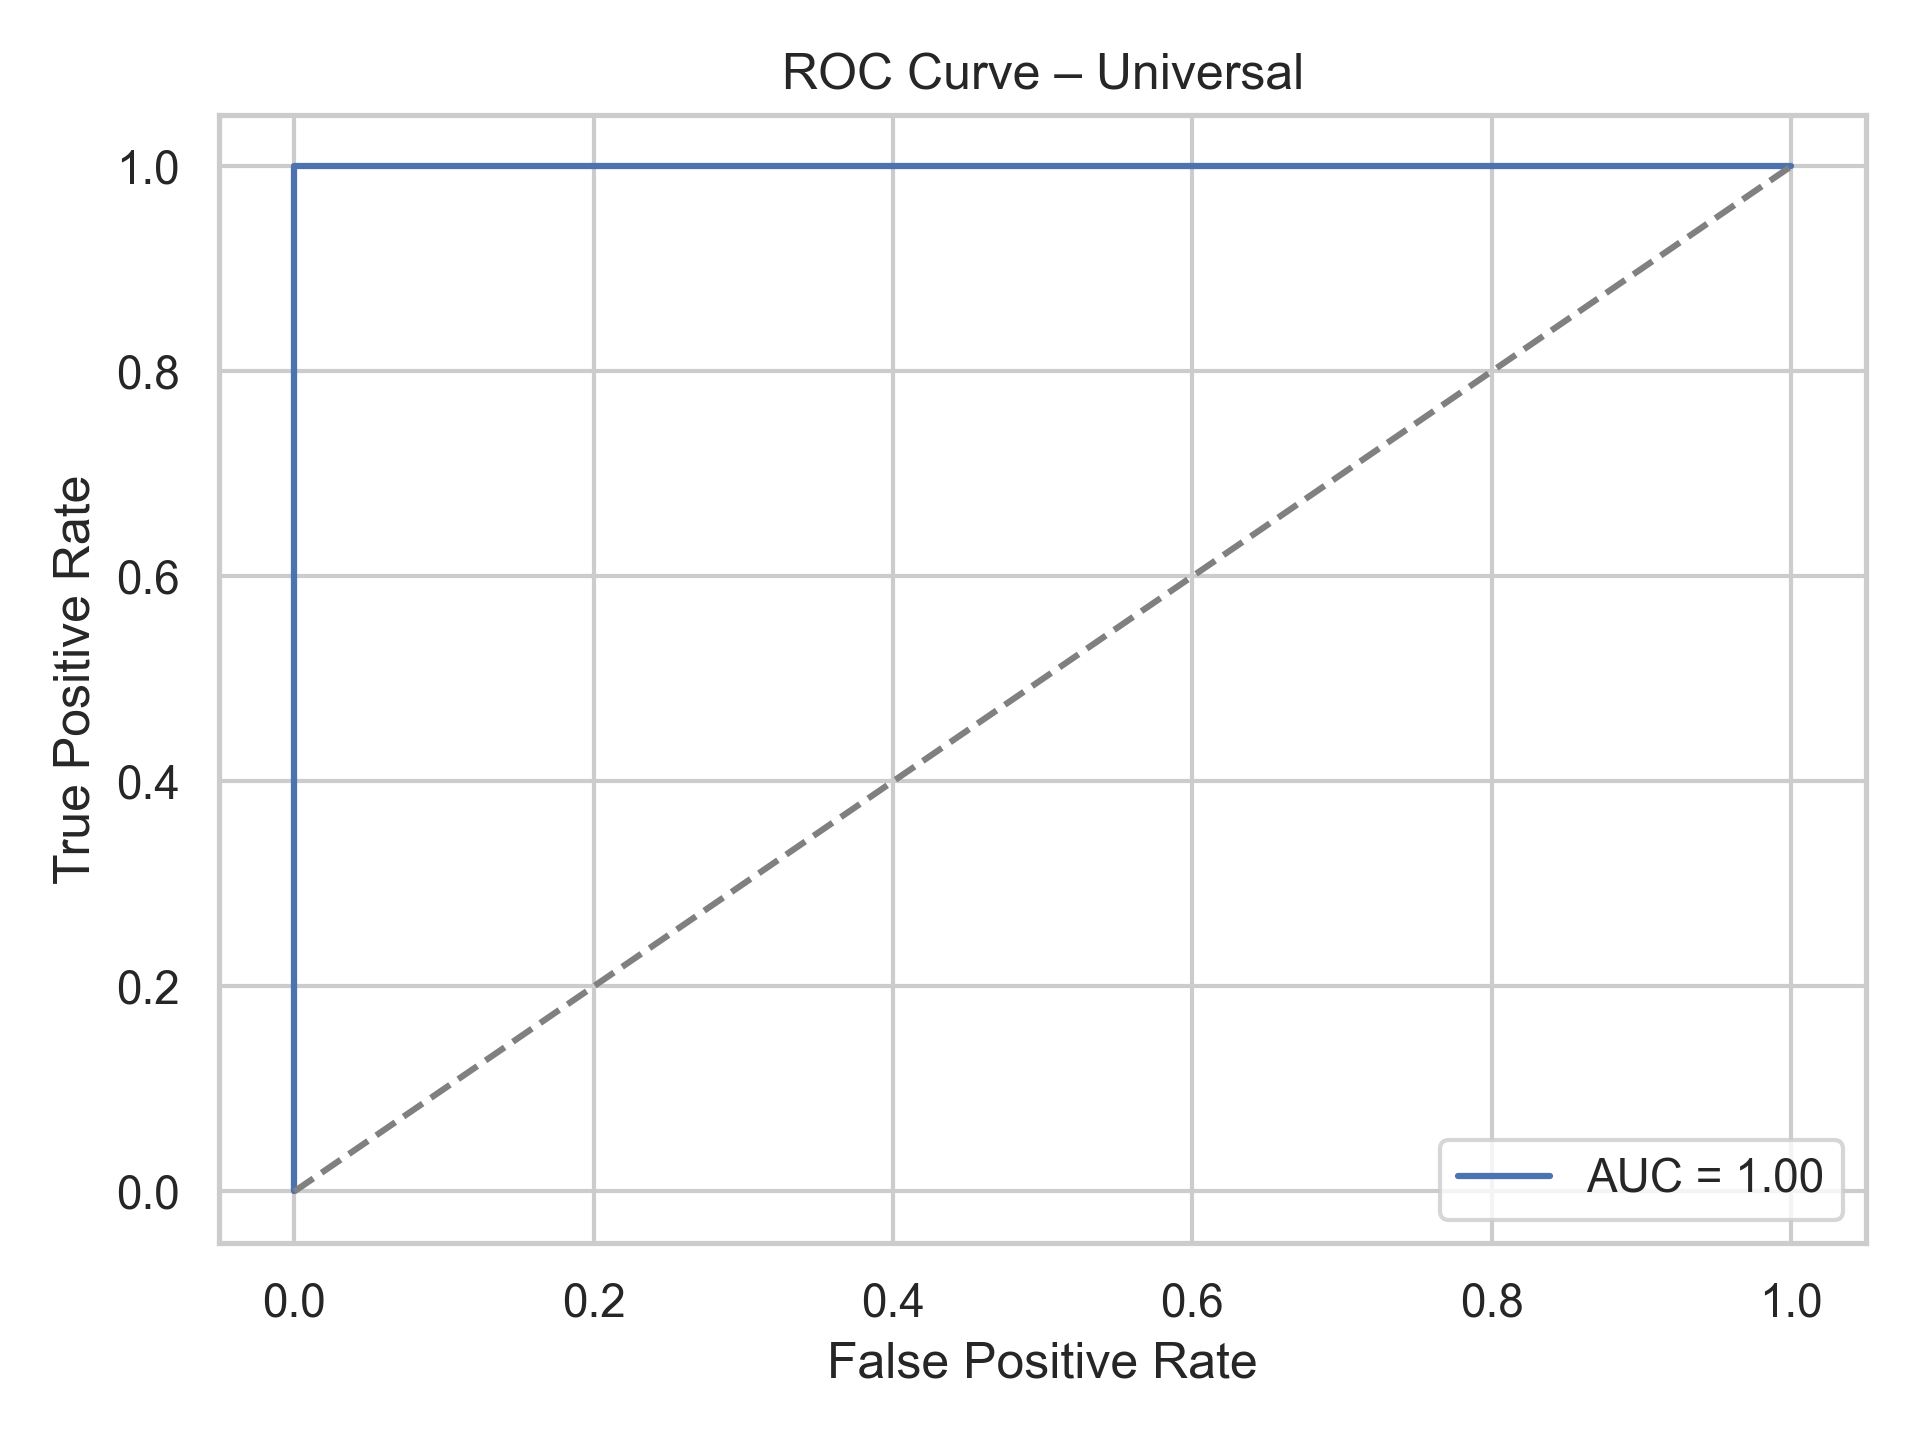 ROC Curve – Universal
1.0
0.8
0.6
0.4
0.2
0.0
True Positive Rate
AUC = 1.00
0.0 0.2 0.4 0.6 0.8 1.0
False Positive Rate